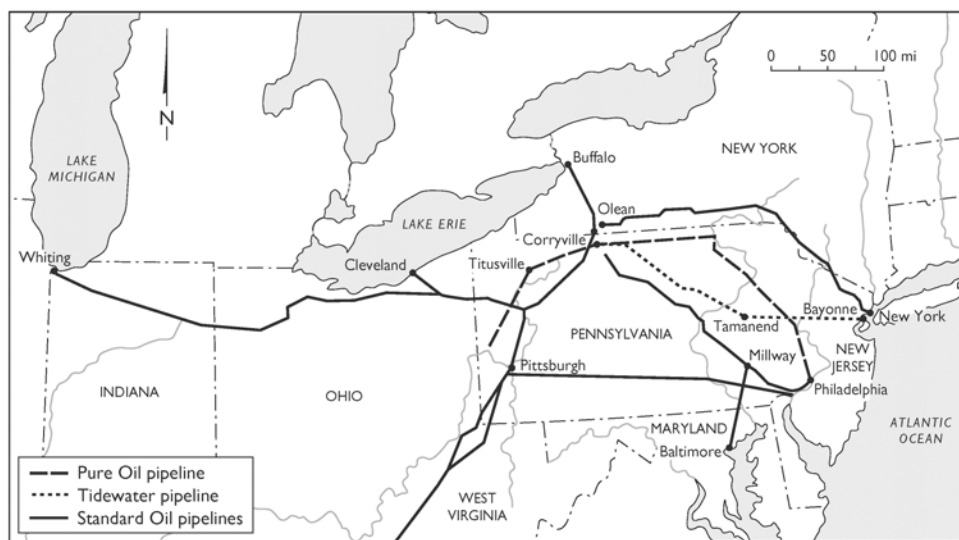 0 50 100 mi
N
LAKE
MICHIGAN
Buffalo
NEW YORK
LAKE ERIE
Olean
Corryville
Whiting
Cleveland
Titusville
Bayonne
New York
Tamanend
PENNSYLVANIA
NEW
JERSEY
Millway
Pittsburgh
Philadelphia
INDIANA
OHIO
MARYLAND
Baltimore
ATLANTIC
OCEAN
WEST
VIRGINIA
Pure Oil pipeline
Tidewater pipeline
Standard Oil pipelines